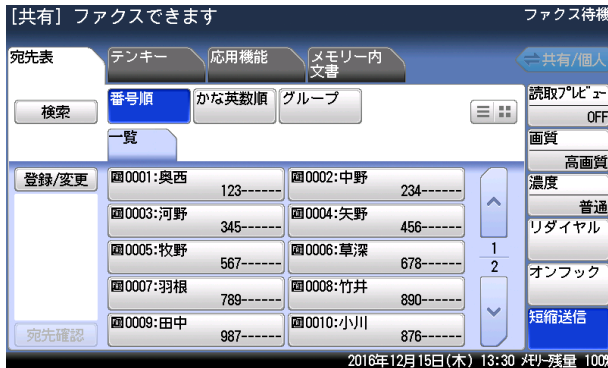 [共有] ファクスできます
ファクス待機
宛先表
テンキー
応用機能
メモリー内
文書
共有/個人
検索
番号順
かな英数順
グループ
読取プレビュー
OFF
一覧
画質
高画質
登録/変更
0001:奥西
123------
0002:中野
234------
濃度
普通
0003:河野
345------
0004:矢野
456------
リダイヤル
0005:牧野
567------
0006:草深
678------
1
2
オンフック
0007:羽根
789------
0008:竹井
890------
0009:田中
987------
0010:小川
876------
短縮送信
宛先確認
2016年12月15日(木) 13:30 メモリー残量 100%